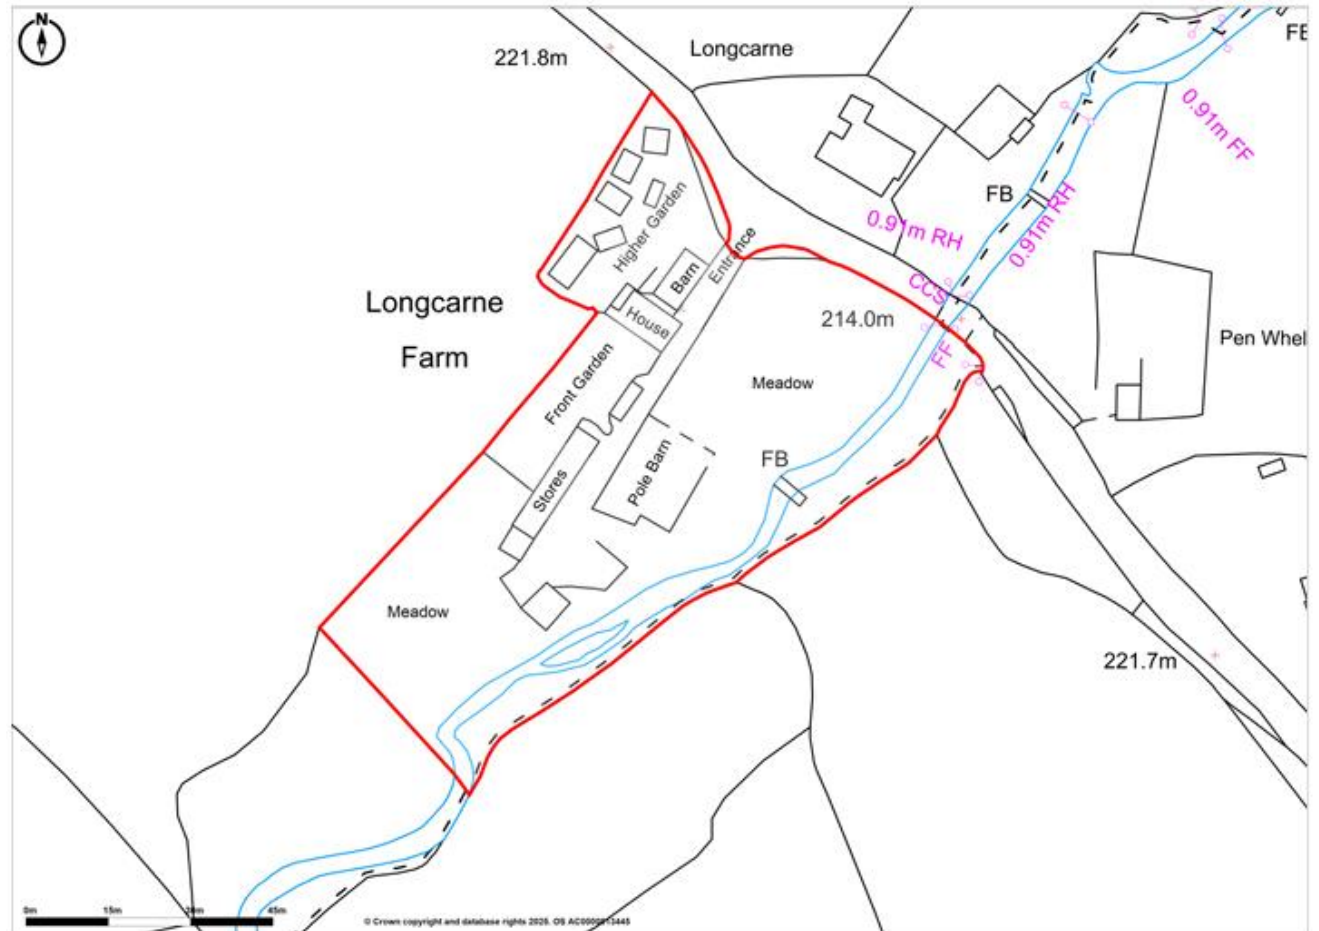 N
221.8m
Longcarne
FB
0.91m FF
Higher Garden
FB
0.91m RH
0.91m RH
Entrance
Barn
Longcarne
Farm
House
CCS
214.0m
FF
Pen Whel
Front Garden
Meadow
FB
Stores
Pole Barn
Meadow
221.7m
0m 15m 30m 45m
© Crown copyright and database rights 2025. OS